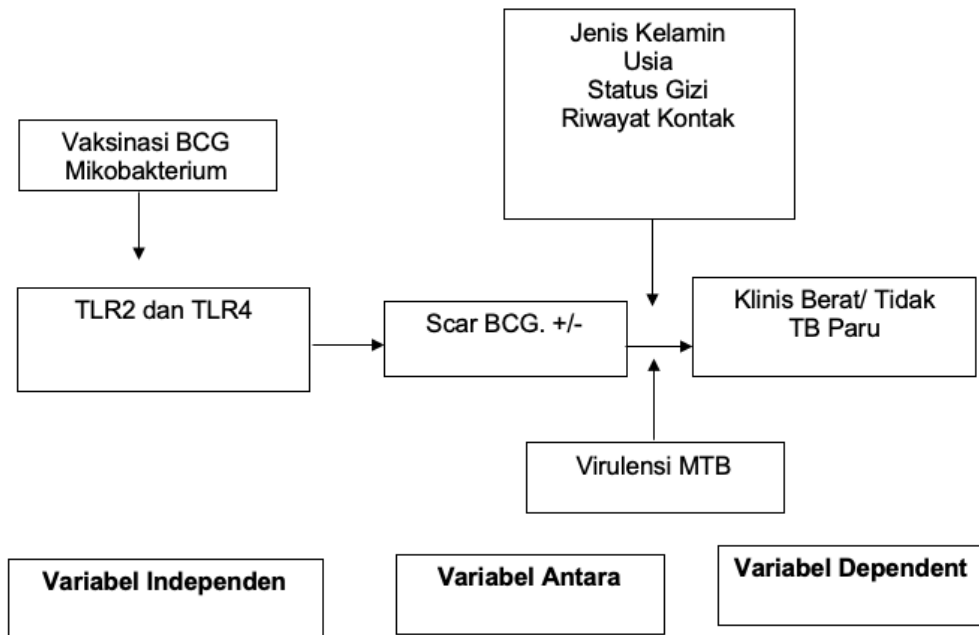 Jenis Kelamin
Usia
Status Gizi
Riwayat Kontak
Vaksinasi BCG
Mikobakterium
TLR2 dan TLR4
Scar BCG. +/-
Klinis Berat/ Tidak
TB Paru
Virulensi MTB
Variabel Independen
Variabel Antara
Variabel Dependent